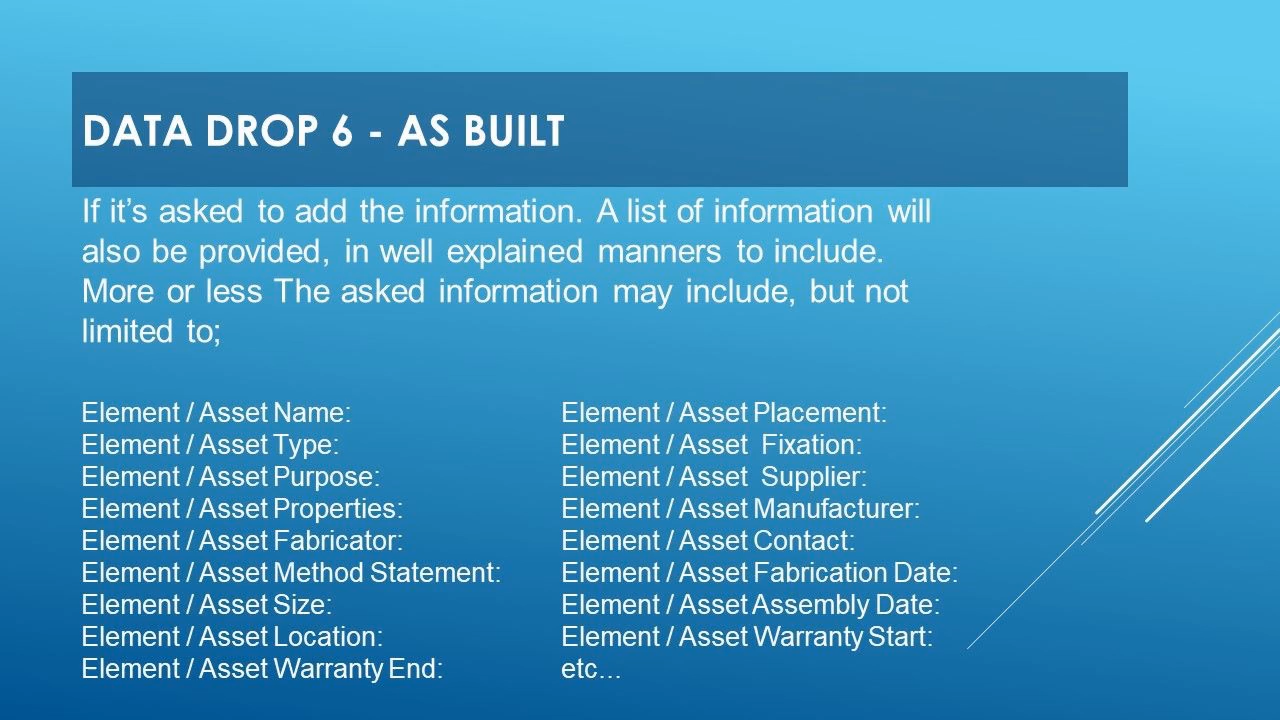 DATA DROP 6 - AS BUILT
If it’s asked to add the information. A list of information will
also be provided, in well explained manners to include.
More or less The asked information may include, but not
limited to;
Element / Asset Name:
Element / Asset Type:
Element / Asset Purpose:
Element / Asset Properties:
Element / Asset Fabricator:
Element / Asset Method Statement:
Element / Asset Size:
Element / Asset Location:
Element / Asset Warranty End:
Element / Asset Placement:
Element / Asset Fixation:
Element / Asset Supplier:
Element / Asset Manufacturer:
Element / Asset Contact:
Element / Asset Fabrication Date:
Element / Asset Assembly Date:
Element / Asset Warranty Start:
etc...